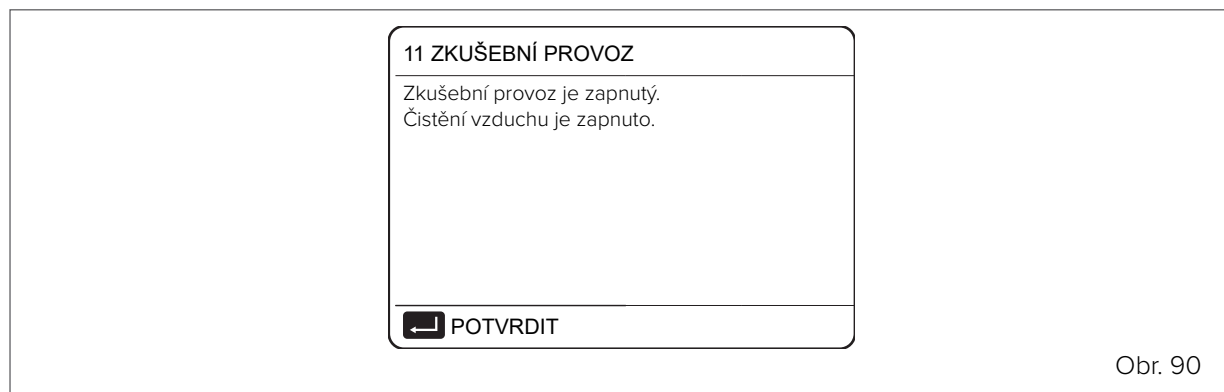 11 ZKUŠEBNÍ PROVOZ
Zkušební provoz je zapnutý.
Čistění vzduchu je zapnuto.
POTVRDIT
Obr. 90